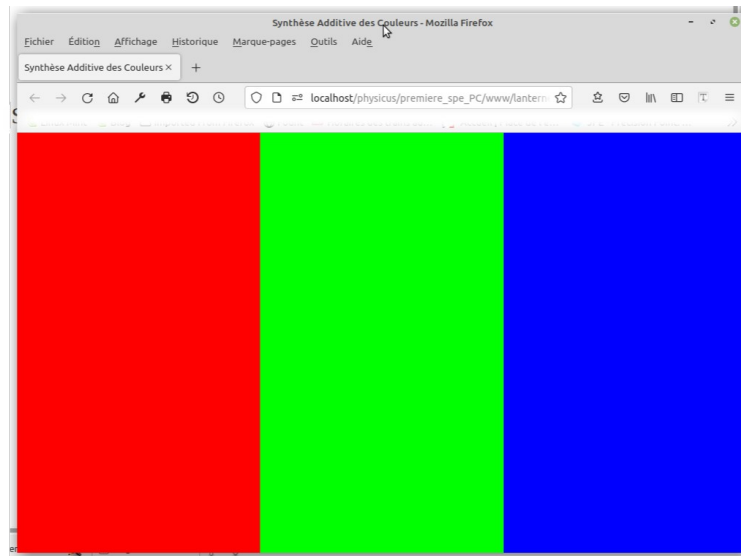 Synthèse Additive des Couleurs - Mozilla Firefox
Fichier Édition Affichage Historique Marque-pages Outils Aide
Synthèse Additive des Couleurs × +
localhost/physicus/premiere_spe_PC/www/lantern